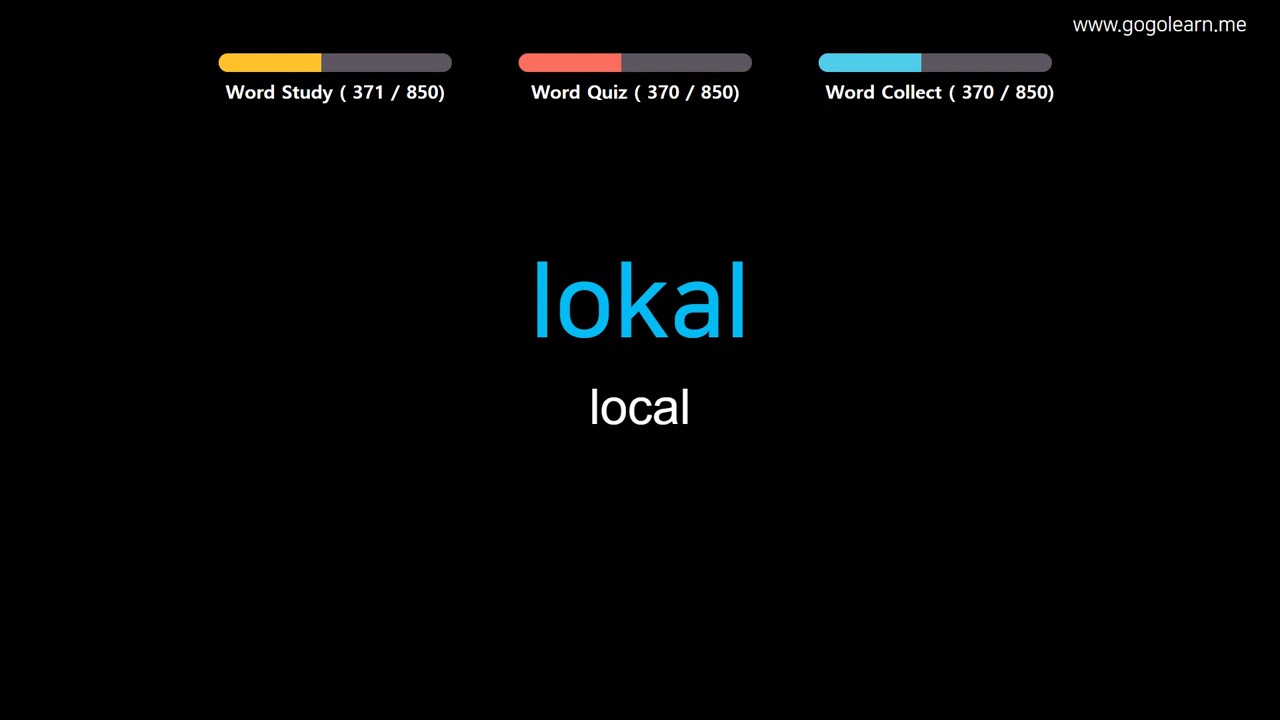 www.gogolearn.me
Word Study ( 371 / 850)
Word Quiz ( 370 / 850)
Word Collect ( 370 / 850)
lokal
local